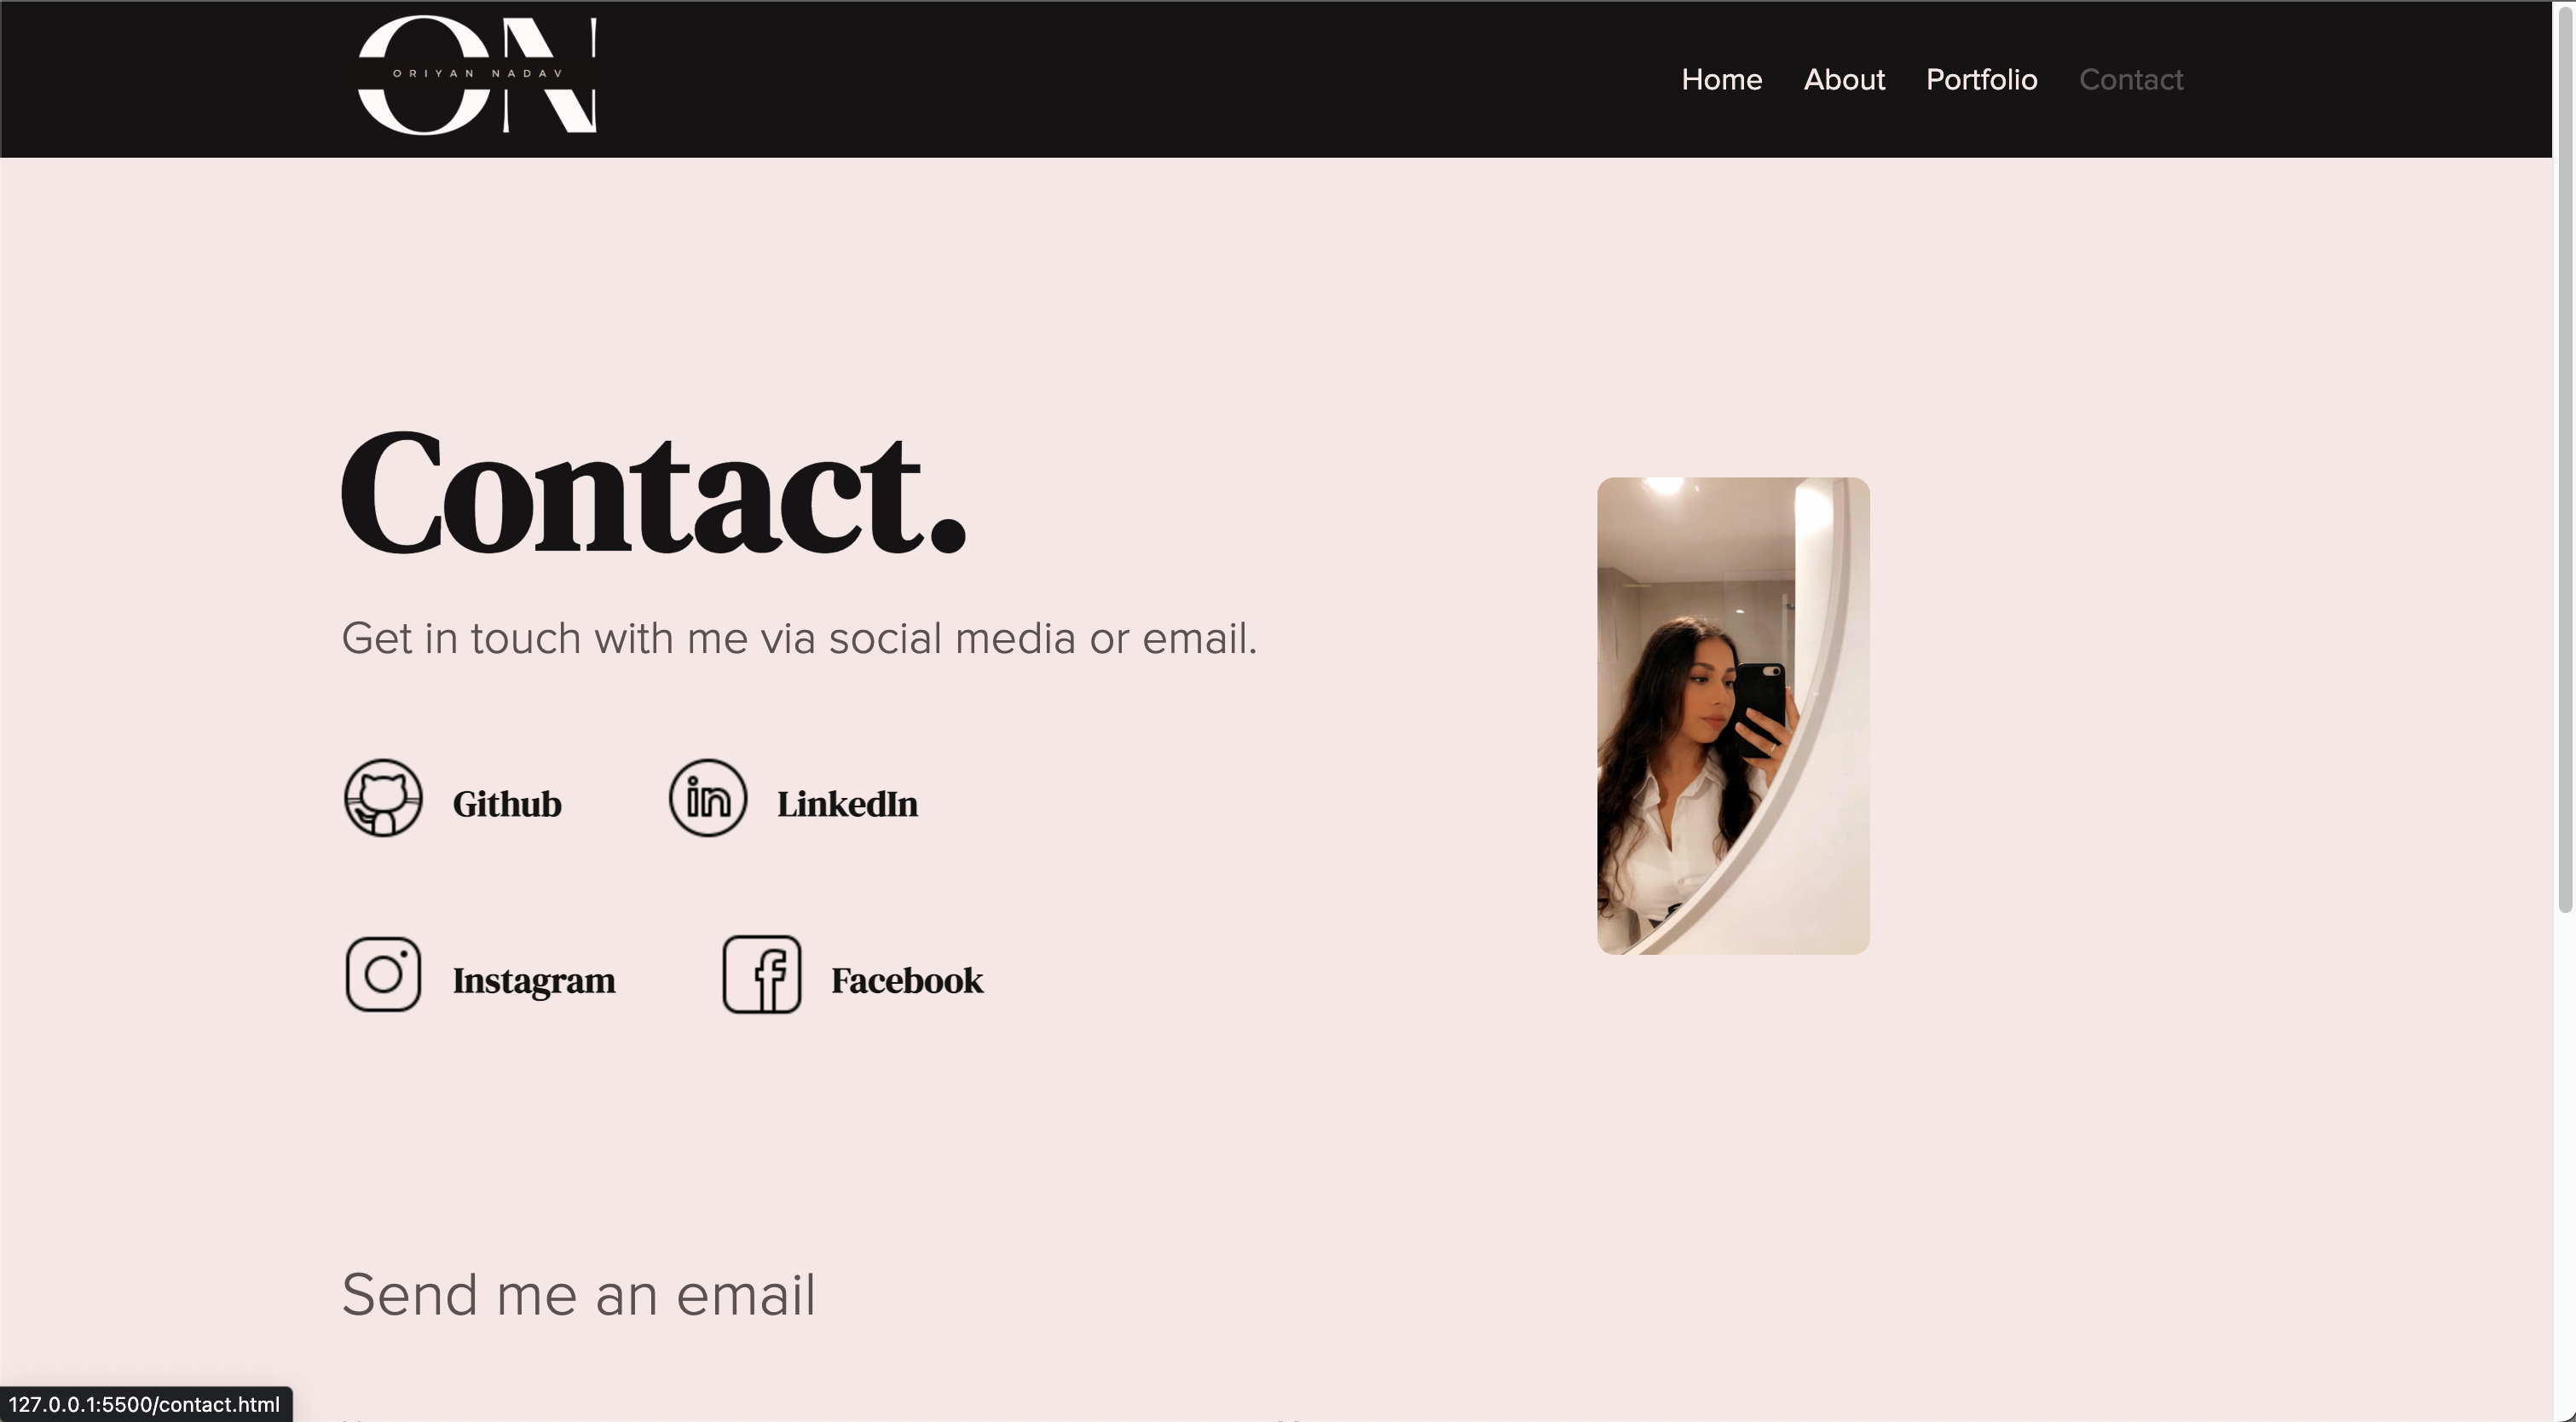 ON
ORIYAN NADAV
Home About Portfolio Contact
Contact.
Get in touch with me via social media or email.
Github
in LinkedIn
Instagram
f Facebook
Send me an email
127.0.0.1:5500/contact.html